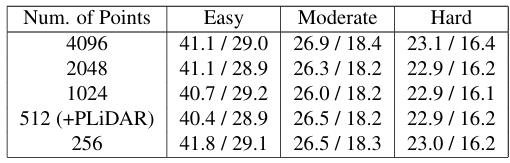 Num. of Points Easy Moderate Hard
4096 41.1 / 29.0 26.9 / 18.4 23.1 / 16.4
2048 41.1 / 28.9 26.3 / 18.2 22.9 / 16.2
1024 40.7 / 29.2 26.0 / 18.2 22.9 / 16.1
512 (+PLiDAR) 40.4 / 28.9 26.5 / 18.2 22.9 / 16.2
256 41.8 / 29.1 26.5 / 18.3 23.0 / 16.2